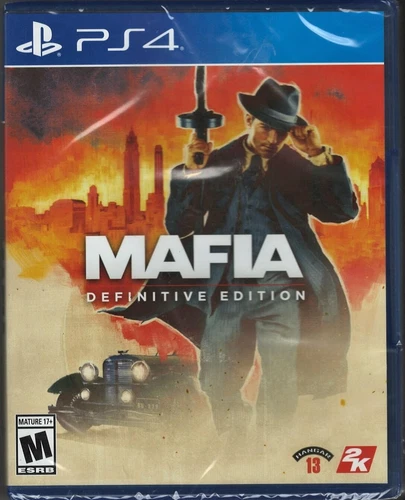 PS4
MAFIA
DEFINITIVE EDITION
MATURE 17+
M
ESRB
HANGAR
13
2K